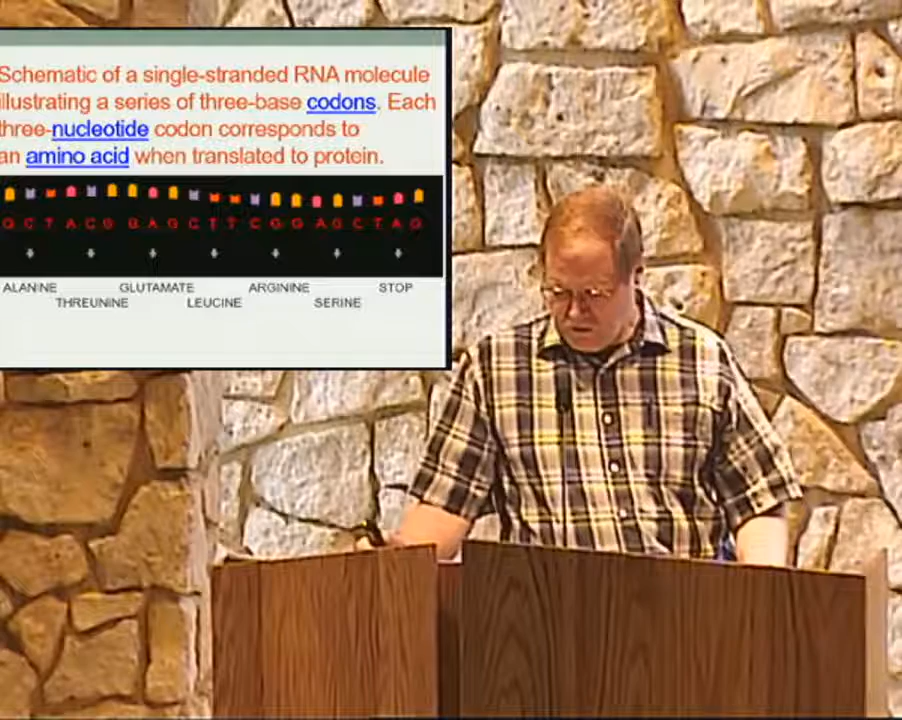 Schematic of a single-stranded RNA molecule
illustrating a series of three-base codons. Each
three-nucleotide codon corresponds to
an amino acid when translated to protein.
G C T A C G G A G C T T C G G A G C T A G
ALANINE GLUTAMATE ARGININE STOP
THREUNINE LEUCINE SERINE